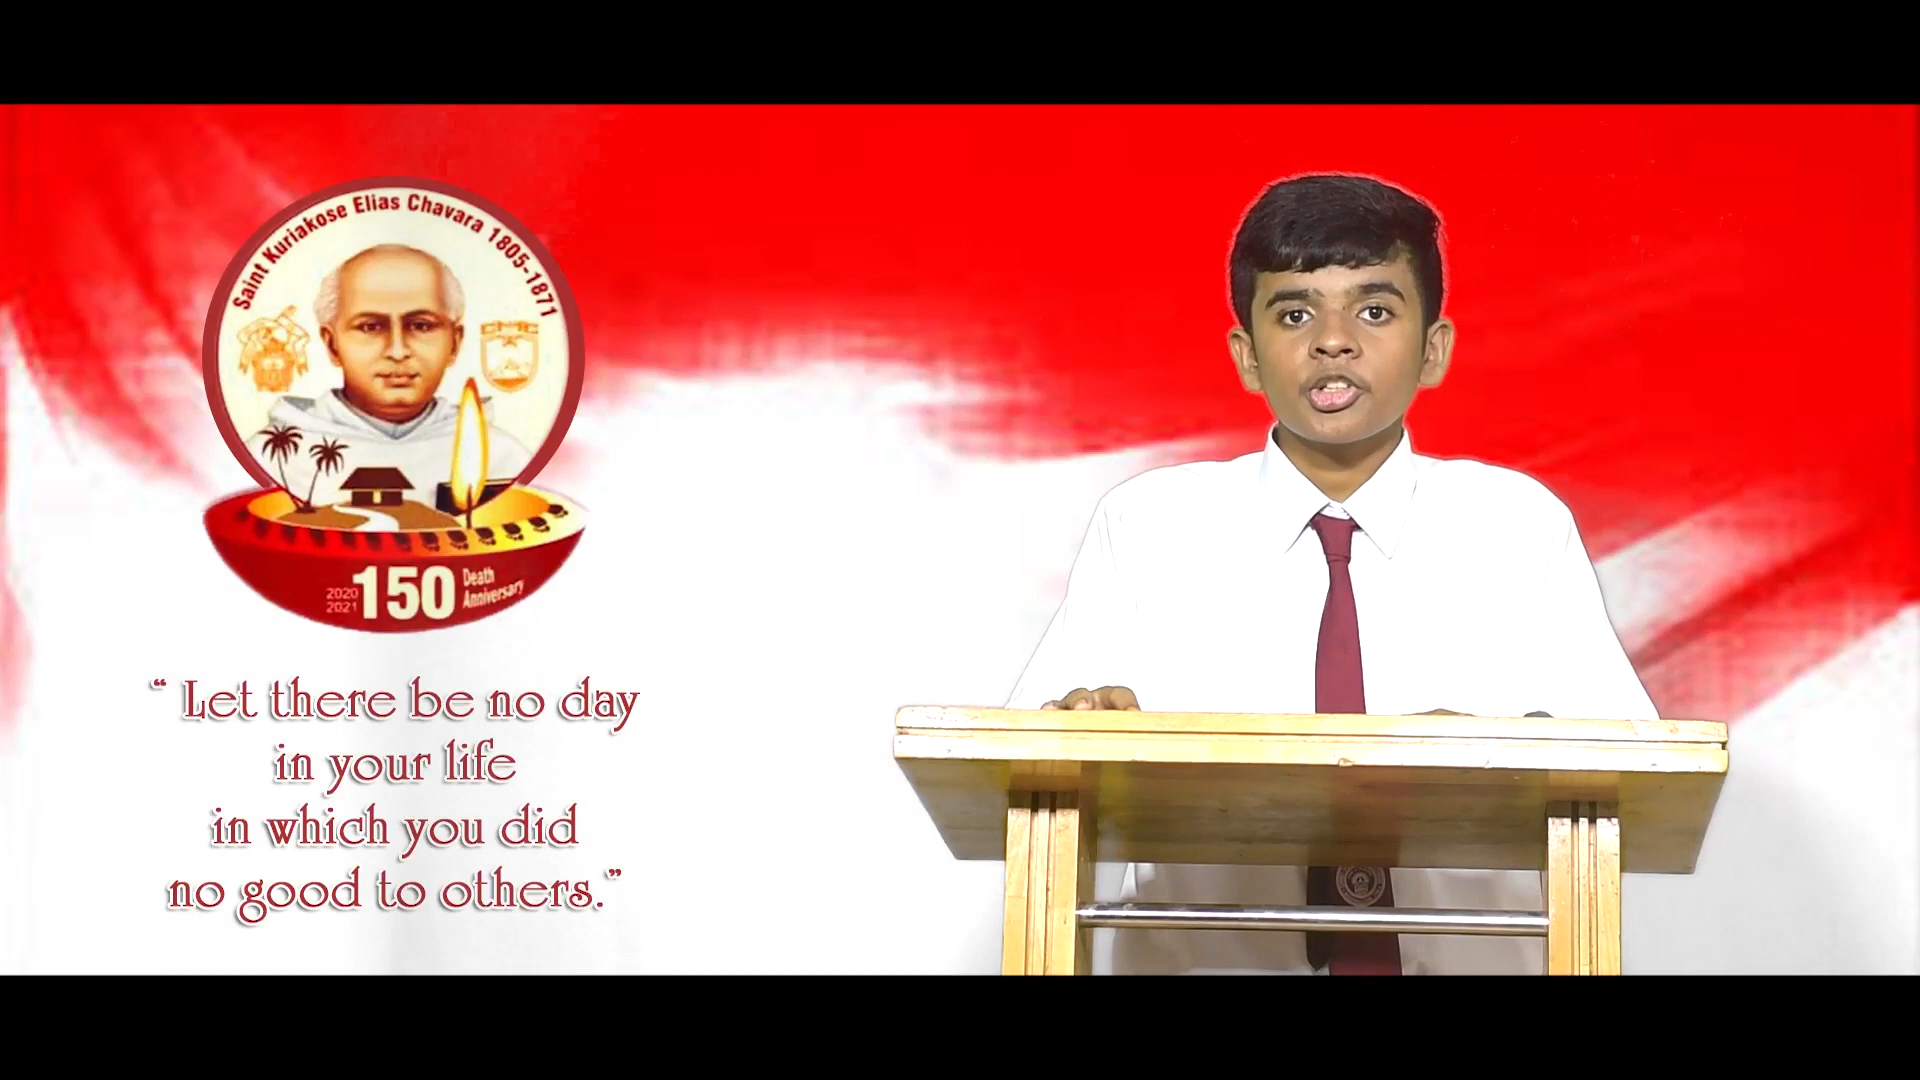 Saint Kuriakose Elias Chavara 1805-1871
CMC
2020
2021
150
Death
Anniversary
“ Let there be no day
in your life
in which you did
no good to others.”